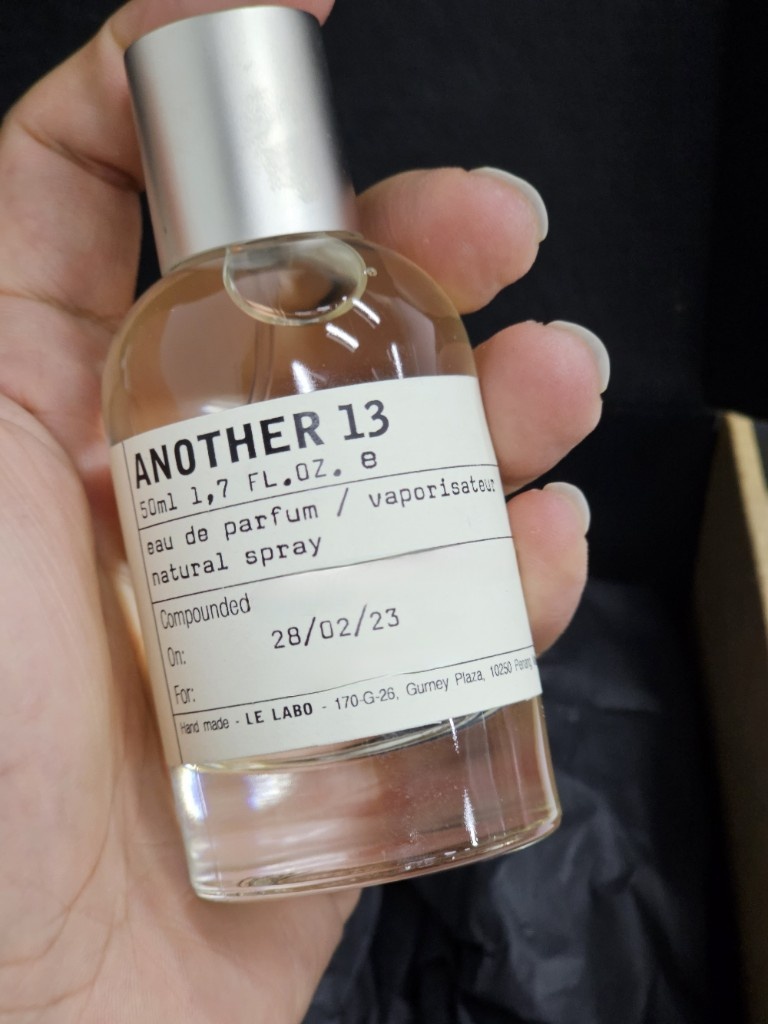 ANOTHER 13
50ml 1,7 FL.OZ. e
eau de parfum / vaporisateur
natural spray
Compounded
On: 28/02/23
For:
Hand made - LE LABO - 170-G-26, Gurney Plaza, 10250 Penang